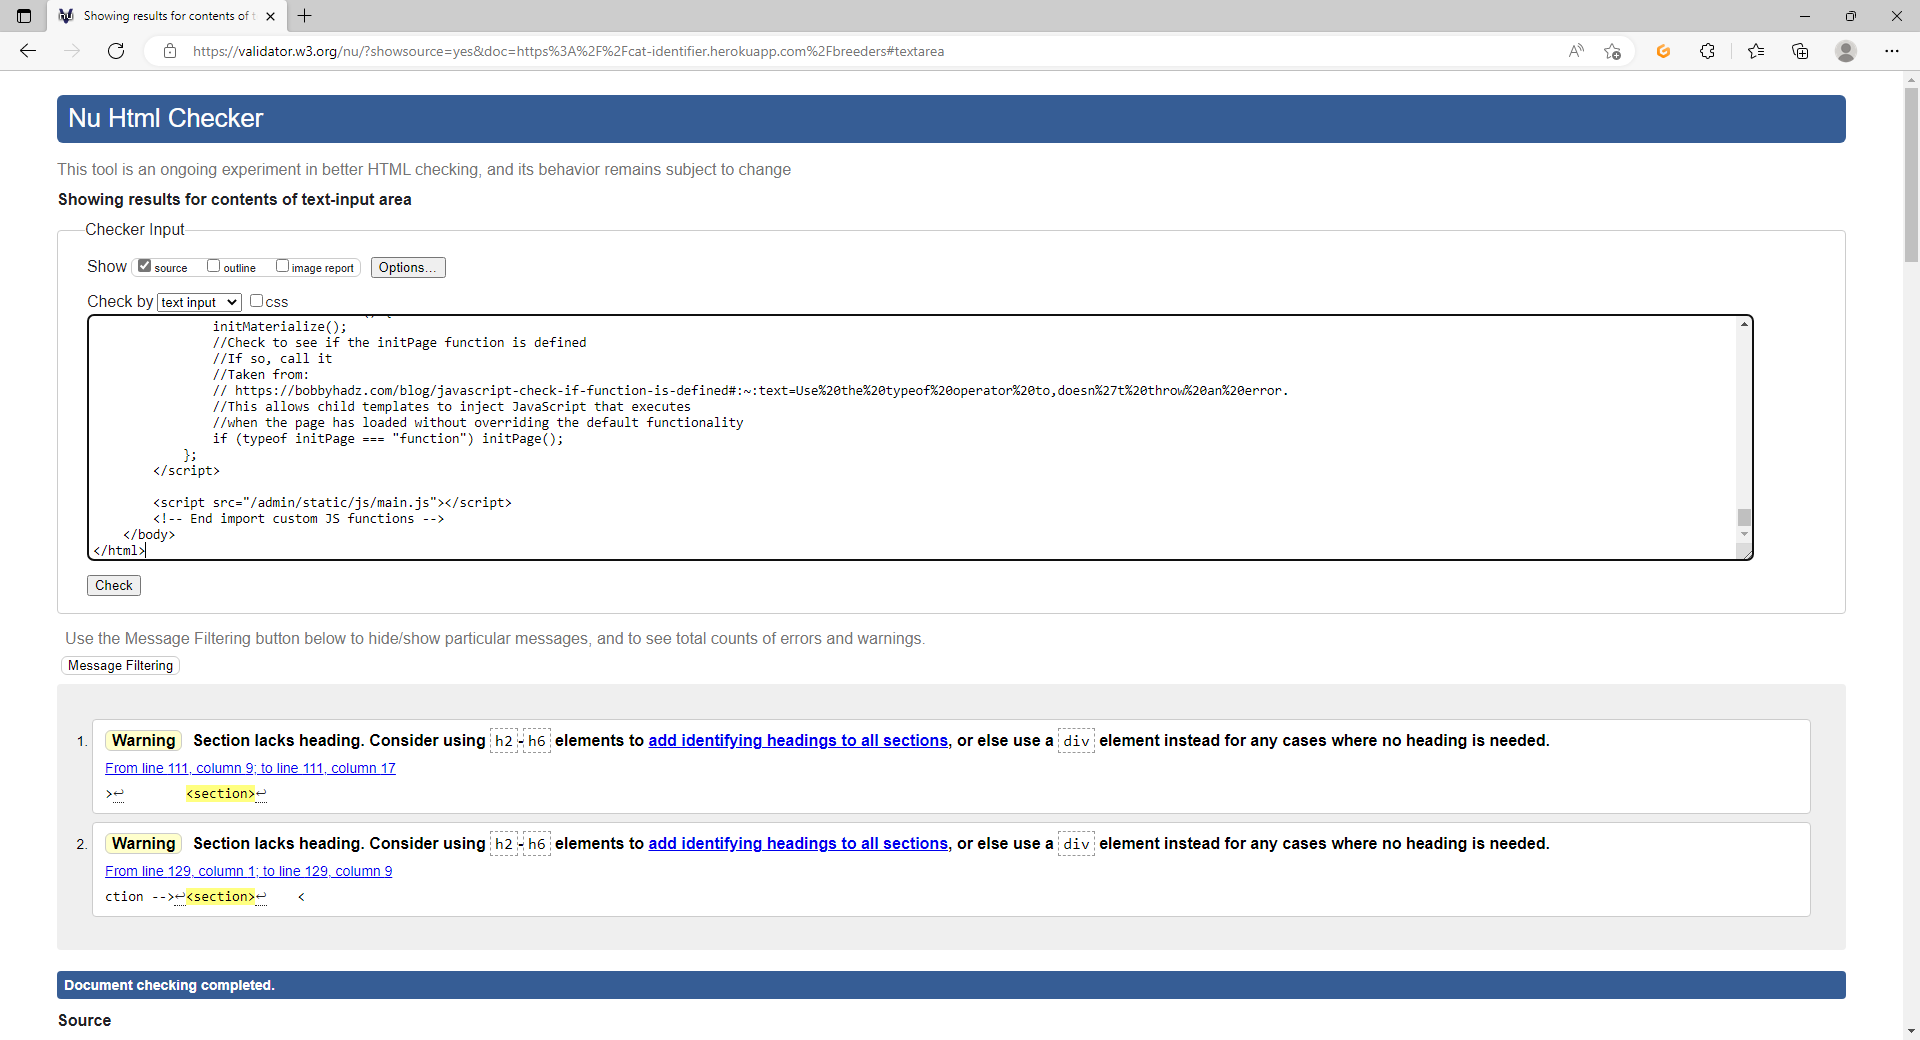 Showing results for contents of t
https://validator.w3.org/nu/?showsource=yes&doc=https%3A%2F%2Fcat-identifier.herokuapp.com%2Fbreeders#textarea
Nu Html Checker
This tool is an ongoing experiment in better HTML checking, and its behavior remains subject to change
Showing results for contents of text-input area
Checker Input
Show source outline image report Options...
Check by text input css
initMaterialize();
//Check to see if the initPage function is defined
//If so, call it
//Taken from:
// https://bobbyhadz.com/blog/javascript-check-if-function-is-defined#:~:text=Use%20the%20typeof%20operator%20to,doesn%27t%20throw%20an%20error.
//This allows child templates to inject JavaScript that executes
//when the page has loaded without overriding the default functionality
if (typeof initPage === "function") initPage();
};
</script>
<script src="/admin/static/js/main.js"></script>
<!-- End import custom JS functions -->
</body>
</html>
Check
Use the Message Filtering button below to hide/show particular messages, and to see total counts of errors and warnings.
Message Filtering
1. Warning Section lacks heading. Consider using h2-h6 elements to add identifying headings to all sections, or else use a div element instead for any cases where no heading is needed.
From line 111, column 9; to line 111, column 17
>↩ <section>↩
2. Warning Section lacks heading. Consider using h2-h6 elements to add identifying headings to all sections, or else use a div element instead for any cases where no heading is needed.
From line 129, column 1; to line 129, column 9
ction -->↩<section>↩ <
Document checking completed.
Source